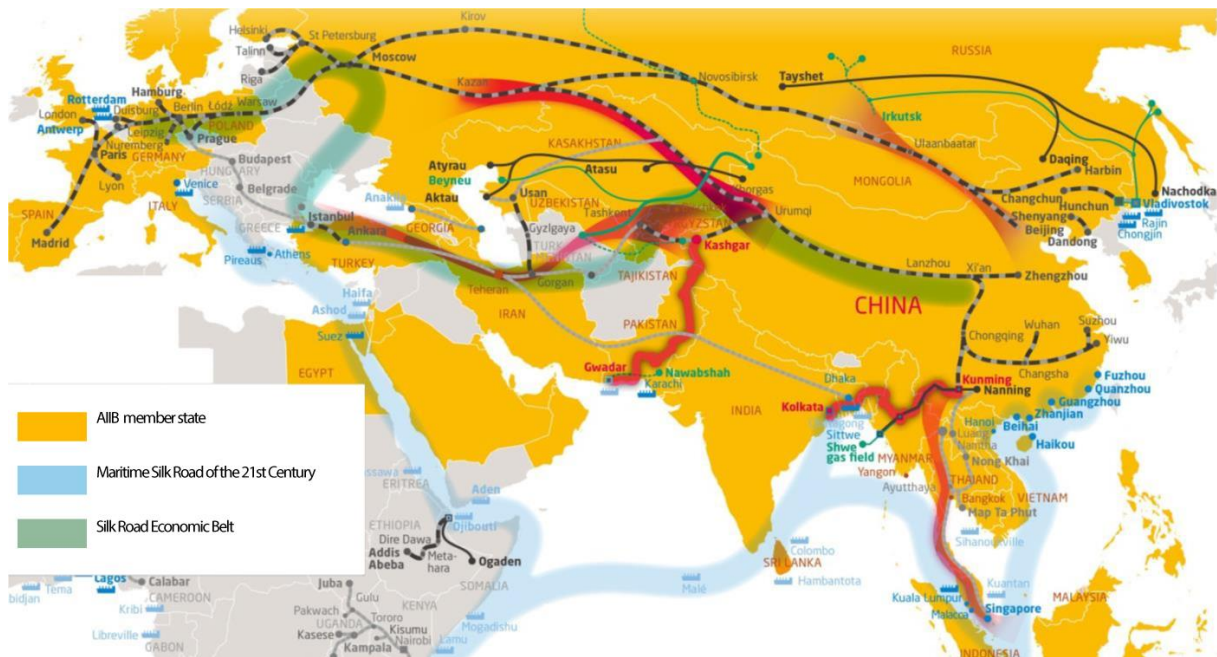 Kirov
Helsinki
St Petersburg
Talinn
Riga
Moscow
RUSSIA
Kazan
Novosibirsk
Tayshet
Irkutsk
Hamburg
Rotterdam
London
Duisburg
Berlin
Łódź
Warsaw
Antwerp
Leipzig
POLAND
Prague
Nuremberg
Paris
GERMANY
Lyon
Budapest
HUNGARY
Venice
Belgrade
SERBIA
ITALY
SPAIN
Madrid
GREECE
Istanbul
Pireaus
Athens
Ankara
TURKEY
Anaklia
GEORGIA
KASAKHSTAN
Atyrau
Beyneu
Aktau
Atasu
Usan
UZBEKISTAN
Tashkent
Gyzlgaya
Khorgas
Urumqi
Kashgar
TAJIKISTAN
Teheran
Gorgan
IRAN
PAKISTAN
Gwadar
Karachi
Nawabshah
Ulaanbaatar
MONGOLIA
Daqing
Harbin
Changchun
Hunchun
Nachodka
Vladivostok
Rajin
Chongjin
Shenyang
Beijing
Dandong
Lanzhou
Xi'an
Zhengzhou
CHINA
Chongqing
Wuhan
Suzhou
Yiwu
Changsha
Fuzhou
Quanzhou
Guangzhou
Zhanjian
Beihai
Haikou
Kunming
Nanning
Hanoi
Luang
Namtha
Nong Khai
Haifa
Ashod
Suez
EGYPT
INDIA
Dhaka
Kolkata
Sittwe
Shwe
gas field
MYANMAR
Yangon
Ayutthaya
THAILAND
Bangkok
VIETNAM
Map Ta Phut
Sihanoukville
SRI LANKA
Colombo
Hambantota
Malé
Kuantan
Kuala Lumpur
Malacca
Singapore
MALAYSIA
INDONESIA
AIIB member state
Maritime Silk Road of the 21st Century
Silk Road Economic Belt
ERITREA
Aden
Djibouti
ETHIOPIA
Dire Dawa
Addis
Abeba
Meta-
hara
Ogaden
SOMALIA
Lagos
Calabar
Tema
CAMEROON
Kribi
Libreville
GABON
Juba
Gulu
Pakwach
Tororo
UGANDA
KENYA
Kasese
Kisumu
Kampala
Nairobi
Lamu
Mogadishu